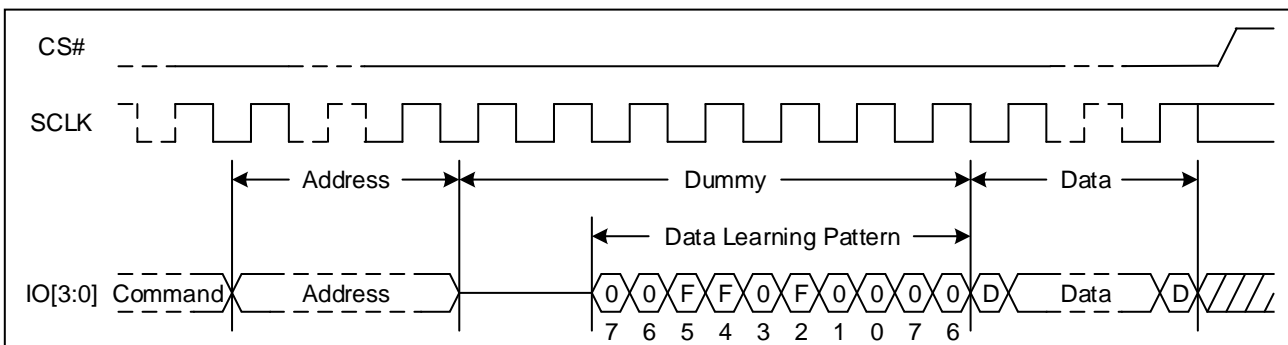 CS#
SCLK
Address Dummy Data
Data Learning Pattern
IO[3:0] Command Address 0 0 F F 0 F 0 0 0 0 D Data D
7 6 5 4 3 2 1 0 7 6